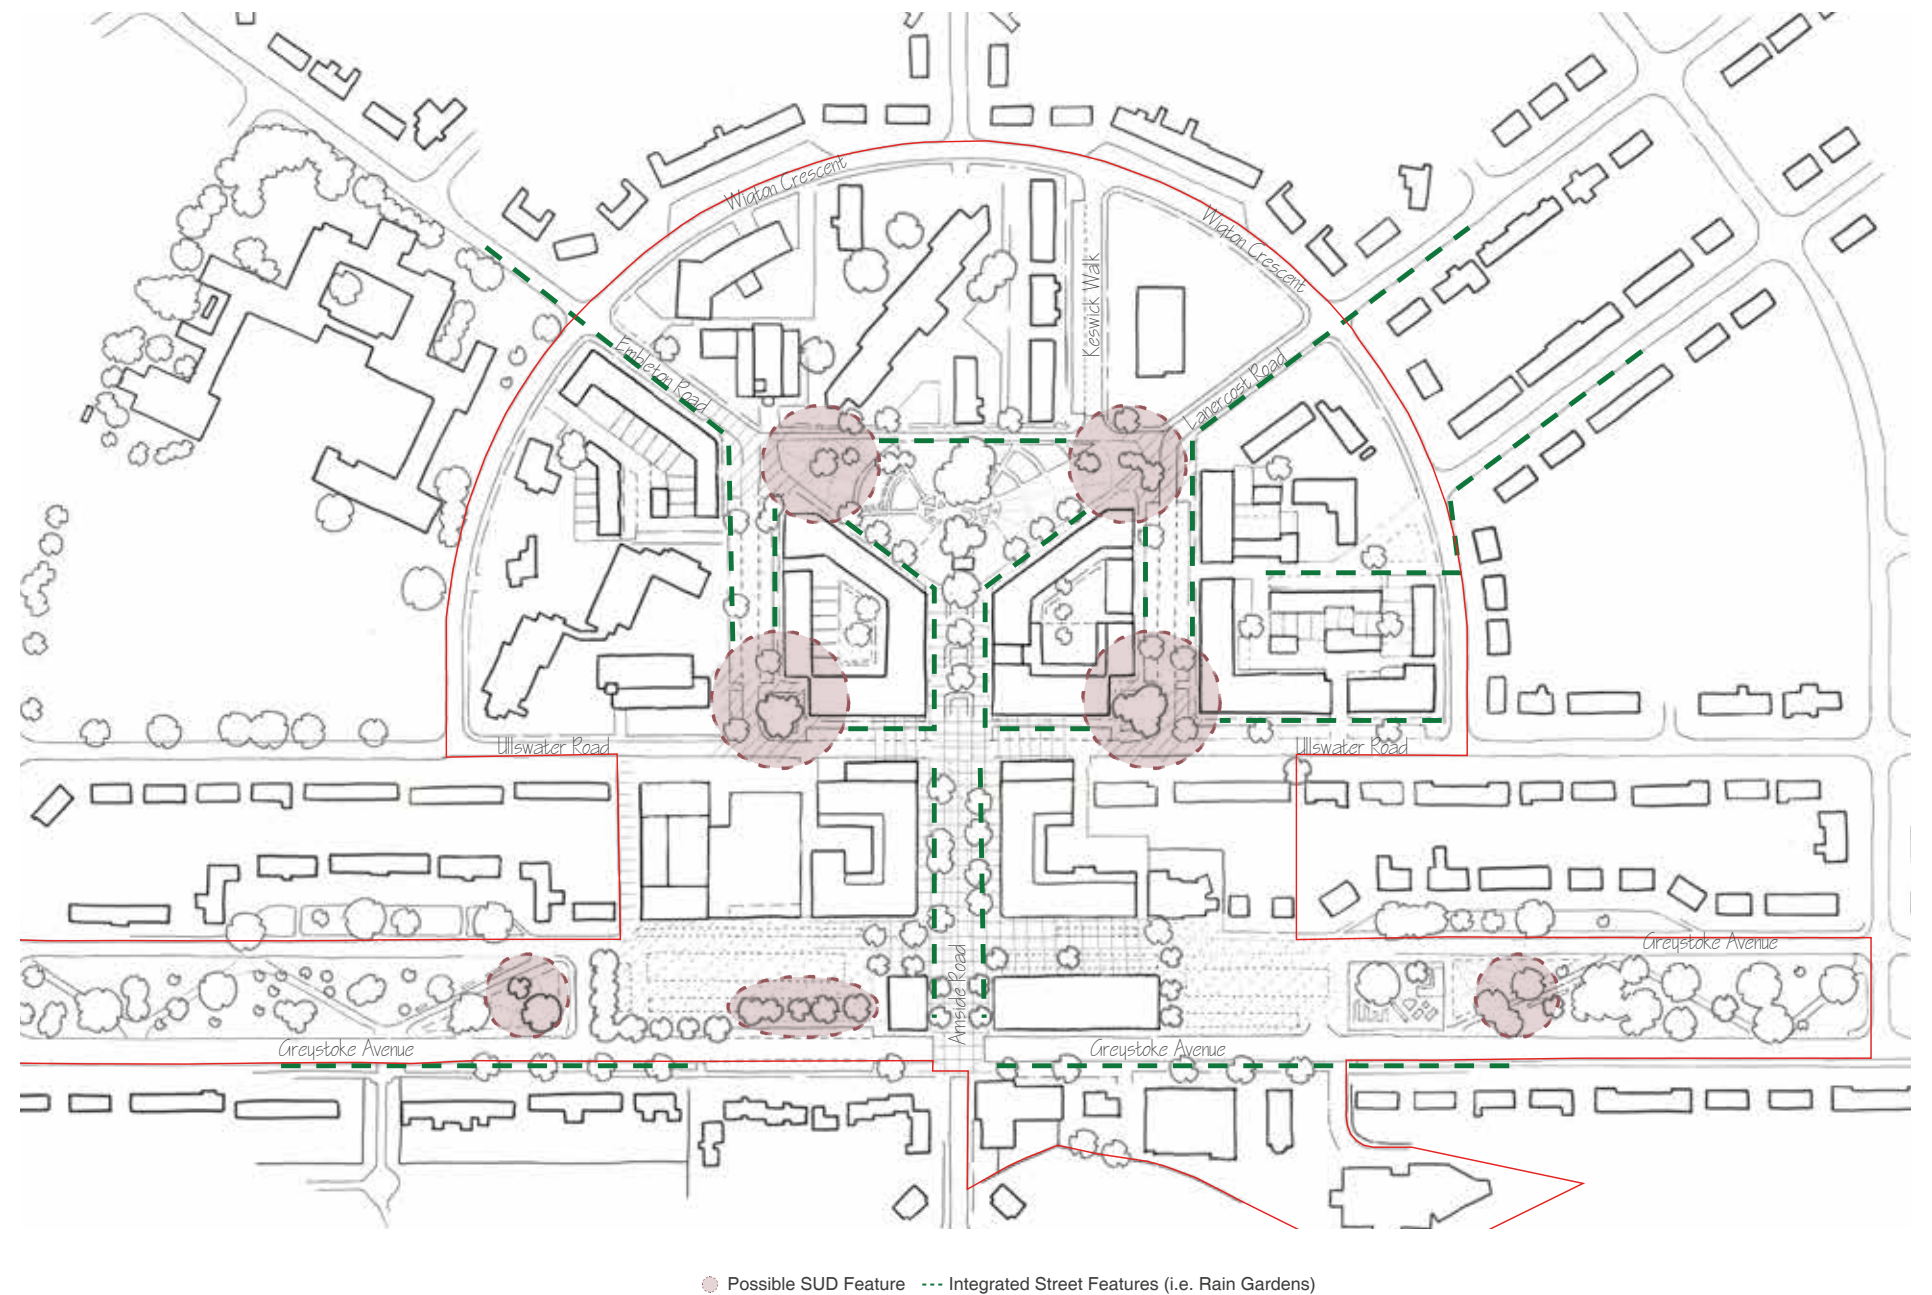 Wigton Crescent
Wigton Crescent
Keswick Walk
Embleton Road
Lanercost Road
Ullswater Road
Ullswater Road
Greystoke Avenue
Arnside Road
Greystoke Avenue
Greystoke Avenue
Possible SUD Feature
Integrated Street Features (i.e. Rain Gardens)